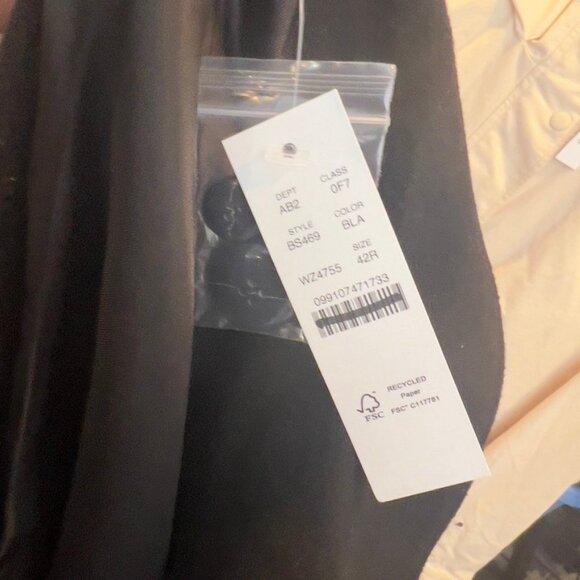 DEPT CLASS
AB2 0F7
STYLE COLOR
BS469 BLA
SIZE
WZ4755 42R
099107471733
RECYCLED
Paper
FSC® C117781
FSC